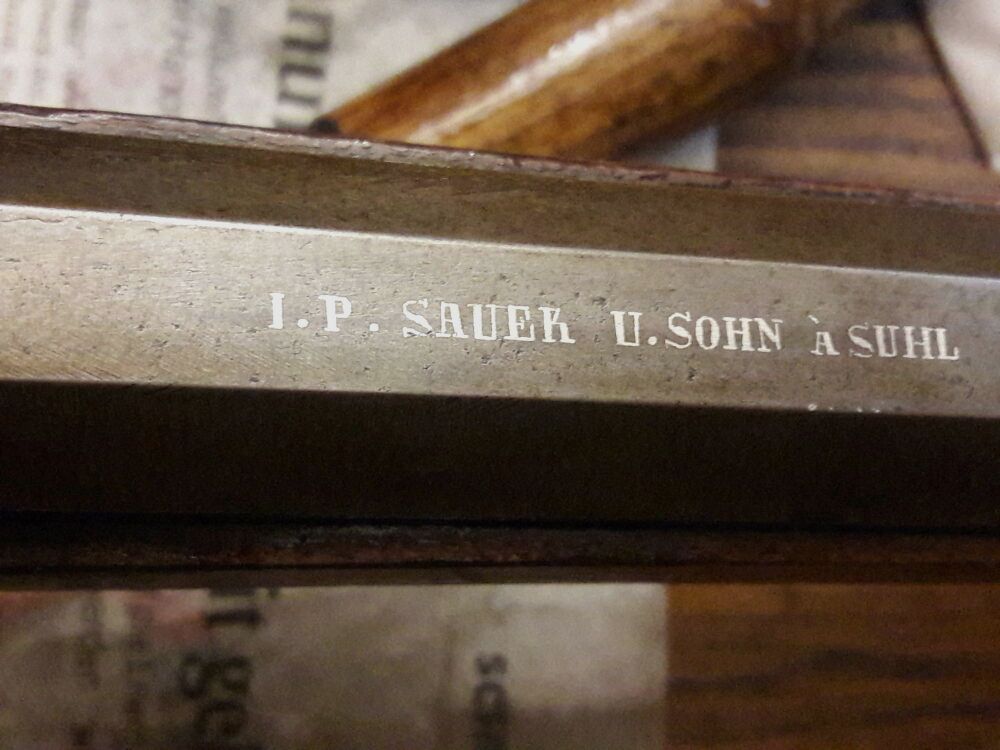 I.P. SAUER U.SOHN à SUHL